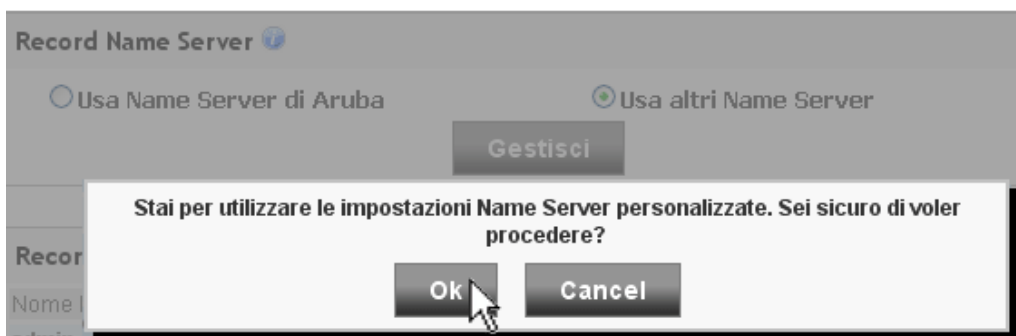 Record Name Server
Usa Name Server di Aruba
Usa altri Name Server
Gestisci
Stai per utilizzare le impostazioni Name Server personalizzate. Sei sicuro di voler
procedere?
Recor
Ok
Cancel
Nome